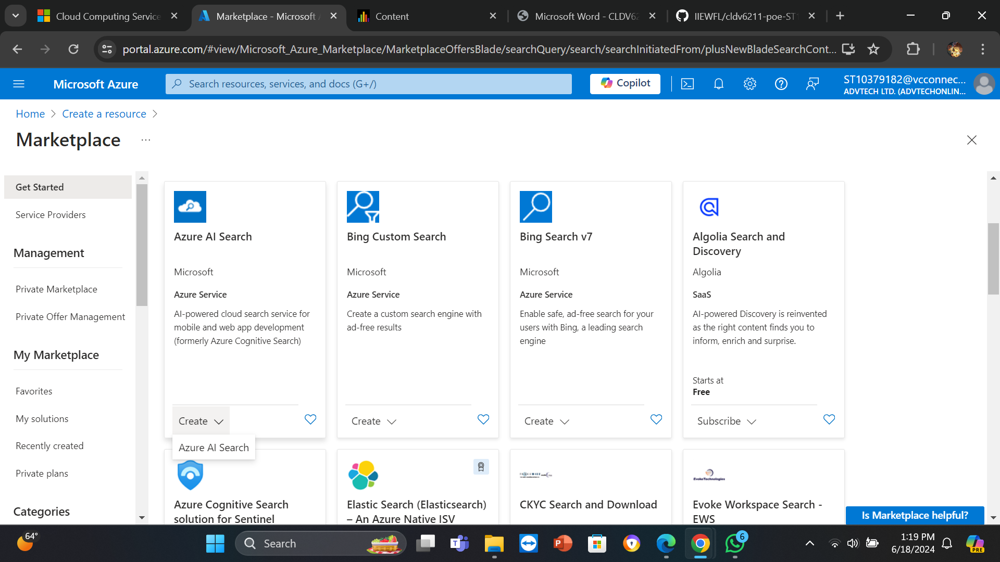 Cloud Computing Service
Marketplace - Microsoft A
Content
Microsoft Word - CLDV62
IIEWFL/cldv6211-poe-ST1
portal.azure.com/#view/Microsoft_Azure_Marketplace/MarketplaceOffersBlade/searchQuery/search/searchInitiatedFrom/plusNewBladeSearchCont...
Microsoft Azure
Search resources, services, and docs (G+/)
Copilot
ST10379182@vcconnec...
ADVTECH LTD. (ADVTECHONLIN...
Home
Create a resource
Marketplace
...
Get Started
Service Providers
Management
Private Marketplace
Private Offer Management
My Marketplace
Favorites
My solutions
Recently created
Private plans
Categories
Azure AI Search
Microsoft
Azure Service
AI-powered cloud search service for
mobile and web app development
(formerly Azure Cognitive Search)
Create
Azure AI Search
Bing Custom Search
Microsoft
Azure Service
Create a custom search engine with
ad-free results
Create
Bing Search v7
Microsoft
Azure Service
Enable safe, ad-free search for your
users with Bing, a leading search
engine
Create
Algolia Search and
Discovery
Algolia
SaaS
AI-powered Discovery is reinvented
as the right content finds you to
inform, enrich and surprise.
Starts at
Free
Subscribe
Azure Cognitive Search
solution for Sentinel
Elastic Search (Elasticsearch)
– An Azure Native ISV
CKYC Search and Download
EvokeTechnologies
Evoke Workspace Search -
EWS
Is Marketplace helpful?
64°
Search
6
1:19 PM
6/18/2024
PRE